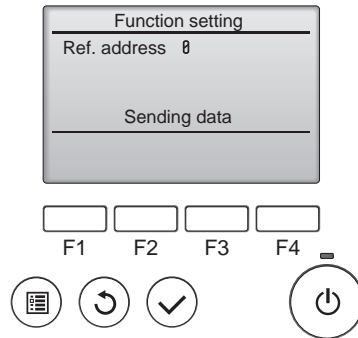 Function setting
Ref. address 0
Sending data
F1 F2 F3 F4